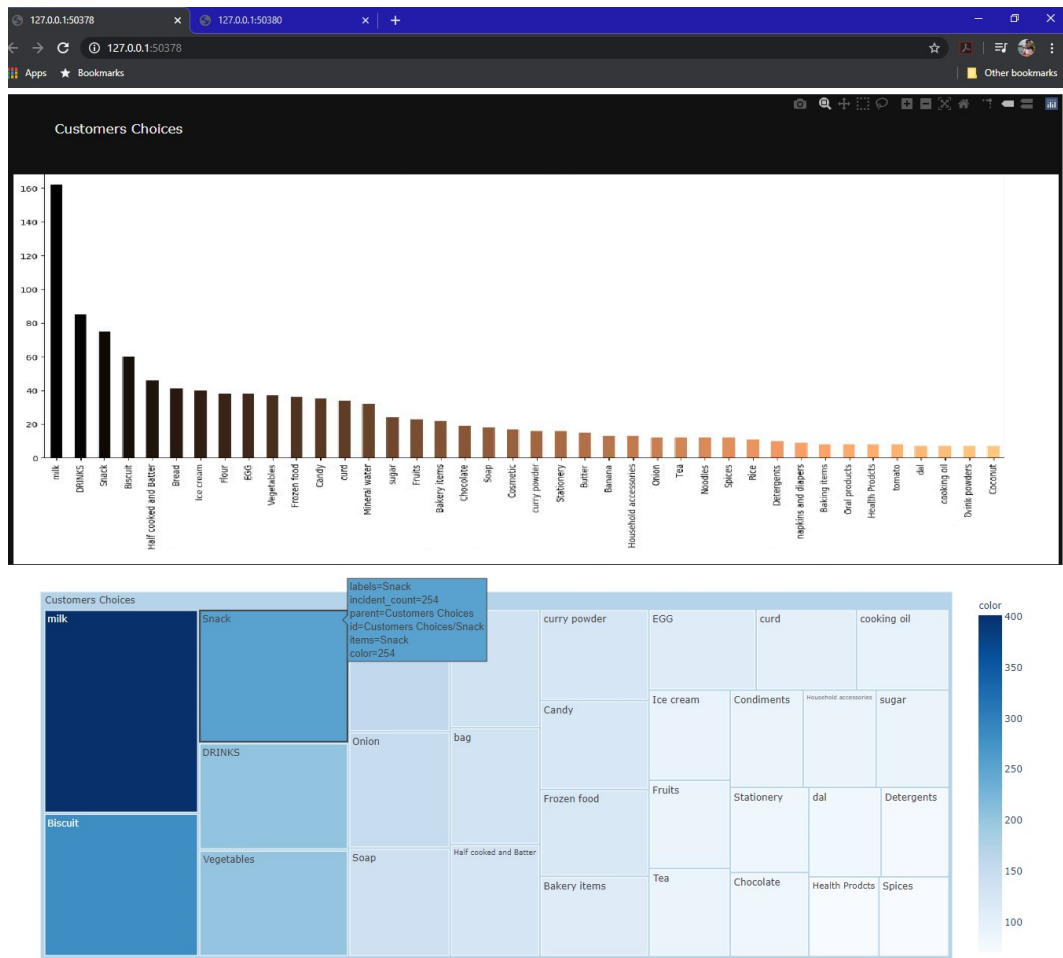 127.0.0.1:50378
127.0.0.1:50380
127.0.0.1:50378
Apps
Bookmarks
Other bookmarks
Customers Choices
160
140
120
100
80
60
40
20
0
milk
DRINKS
Snack
Biscuit
Half cooked and Batter
Bread
Ice cream
Flour
EGG
Vegetables
Frozen food
Candy
curd
Mineral water
sugar
Fruits
Bakery items
Chocolate
Soap
Cosmetic
curry powder
Stationery
Butter
Banana
Household accessories
Onion
Tea
Noodles
Spices
Rice
Detergents
napkins and diapers
Baking items
Oral products
Health Prodcts
tomato
dal
cooking oil
Drink powders
Coconut
Customers Choices
milk
Biscuit
Snack
DRINKS
Vegetables
labels=Snack
incident_count=254
parent=Customers Choices
id=Customers Choices/Snack
items=Snack
color=254
Onion
Soap
bag
Half cooked and Batter
curry powder
Candy
Frozen food
Bakery items
EGG
curd
cooking oil
Ice cream
Condiments
Household accessories
sugar
Fruits
Stationery
dal
Detergents
Tea
Chocolate
Health Prodcts
Spices
color
400
350
300
250
200
150
100